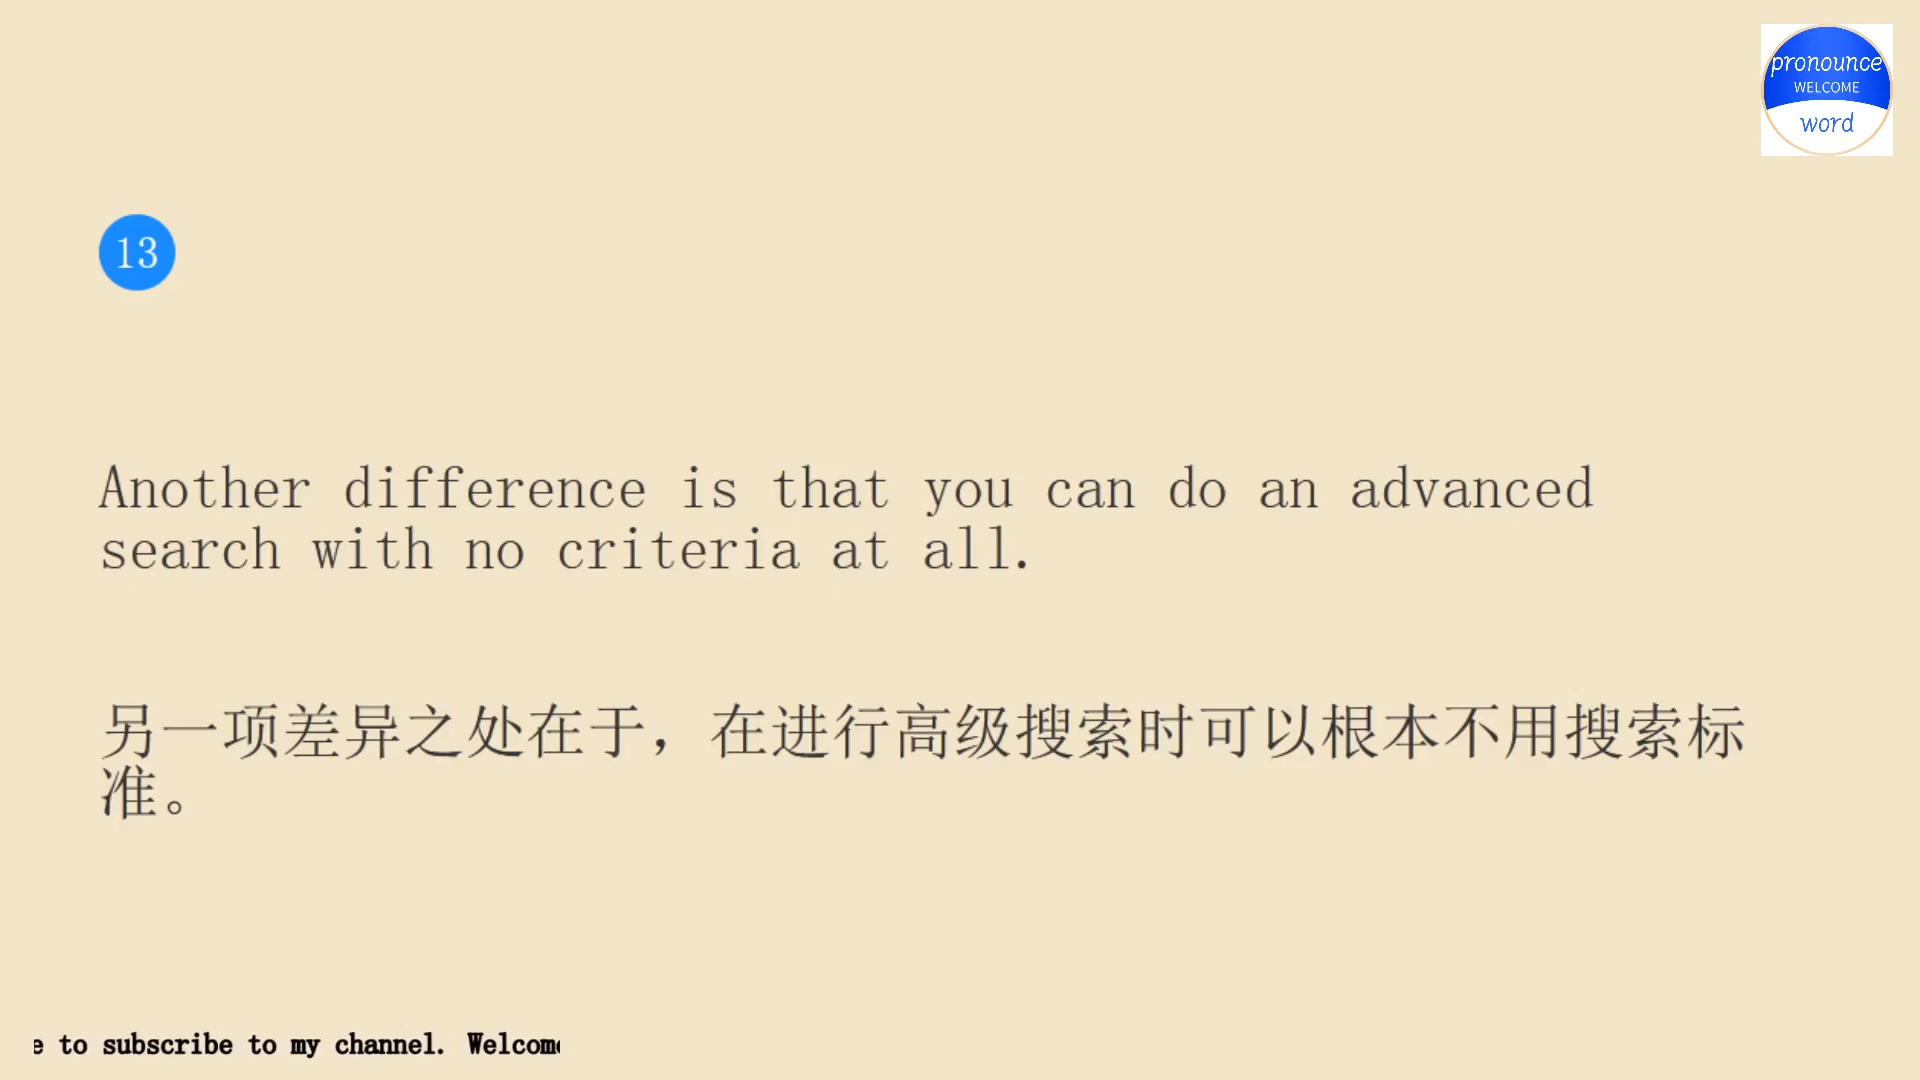 pronounce
WELCOME
word
13
Another difference is that you can do an advanced
search with no criteria at all.
另一项差异之处在于，在进行高级搜索时可以根本不用搜索标
准。
e to subscribe to my channel. Welcome